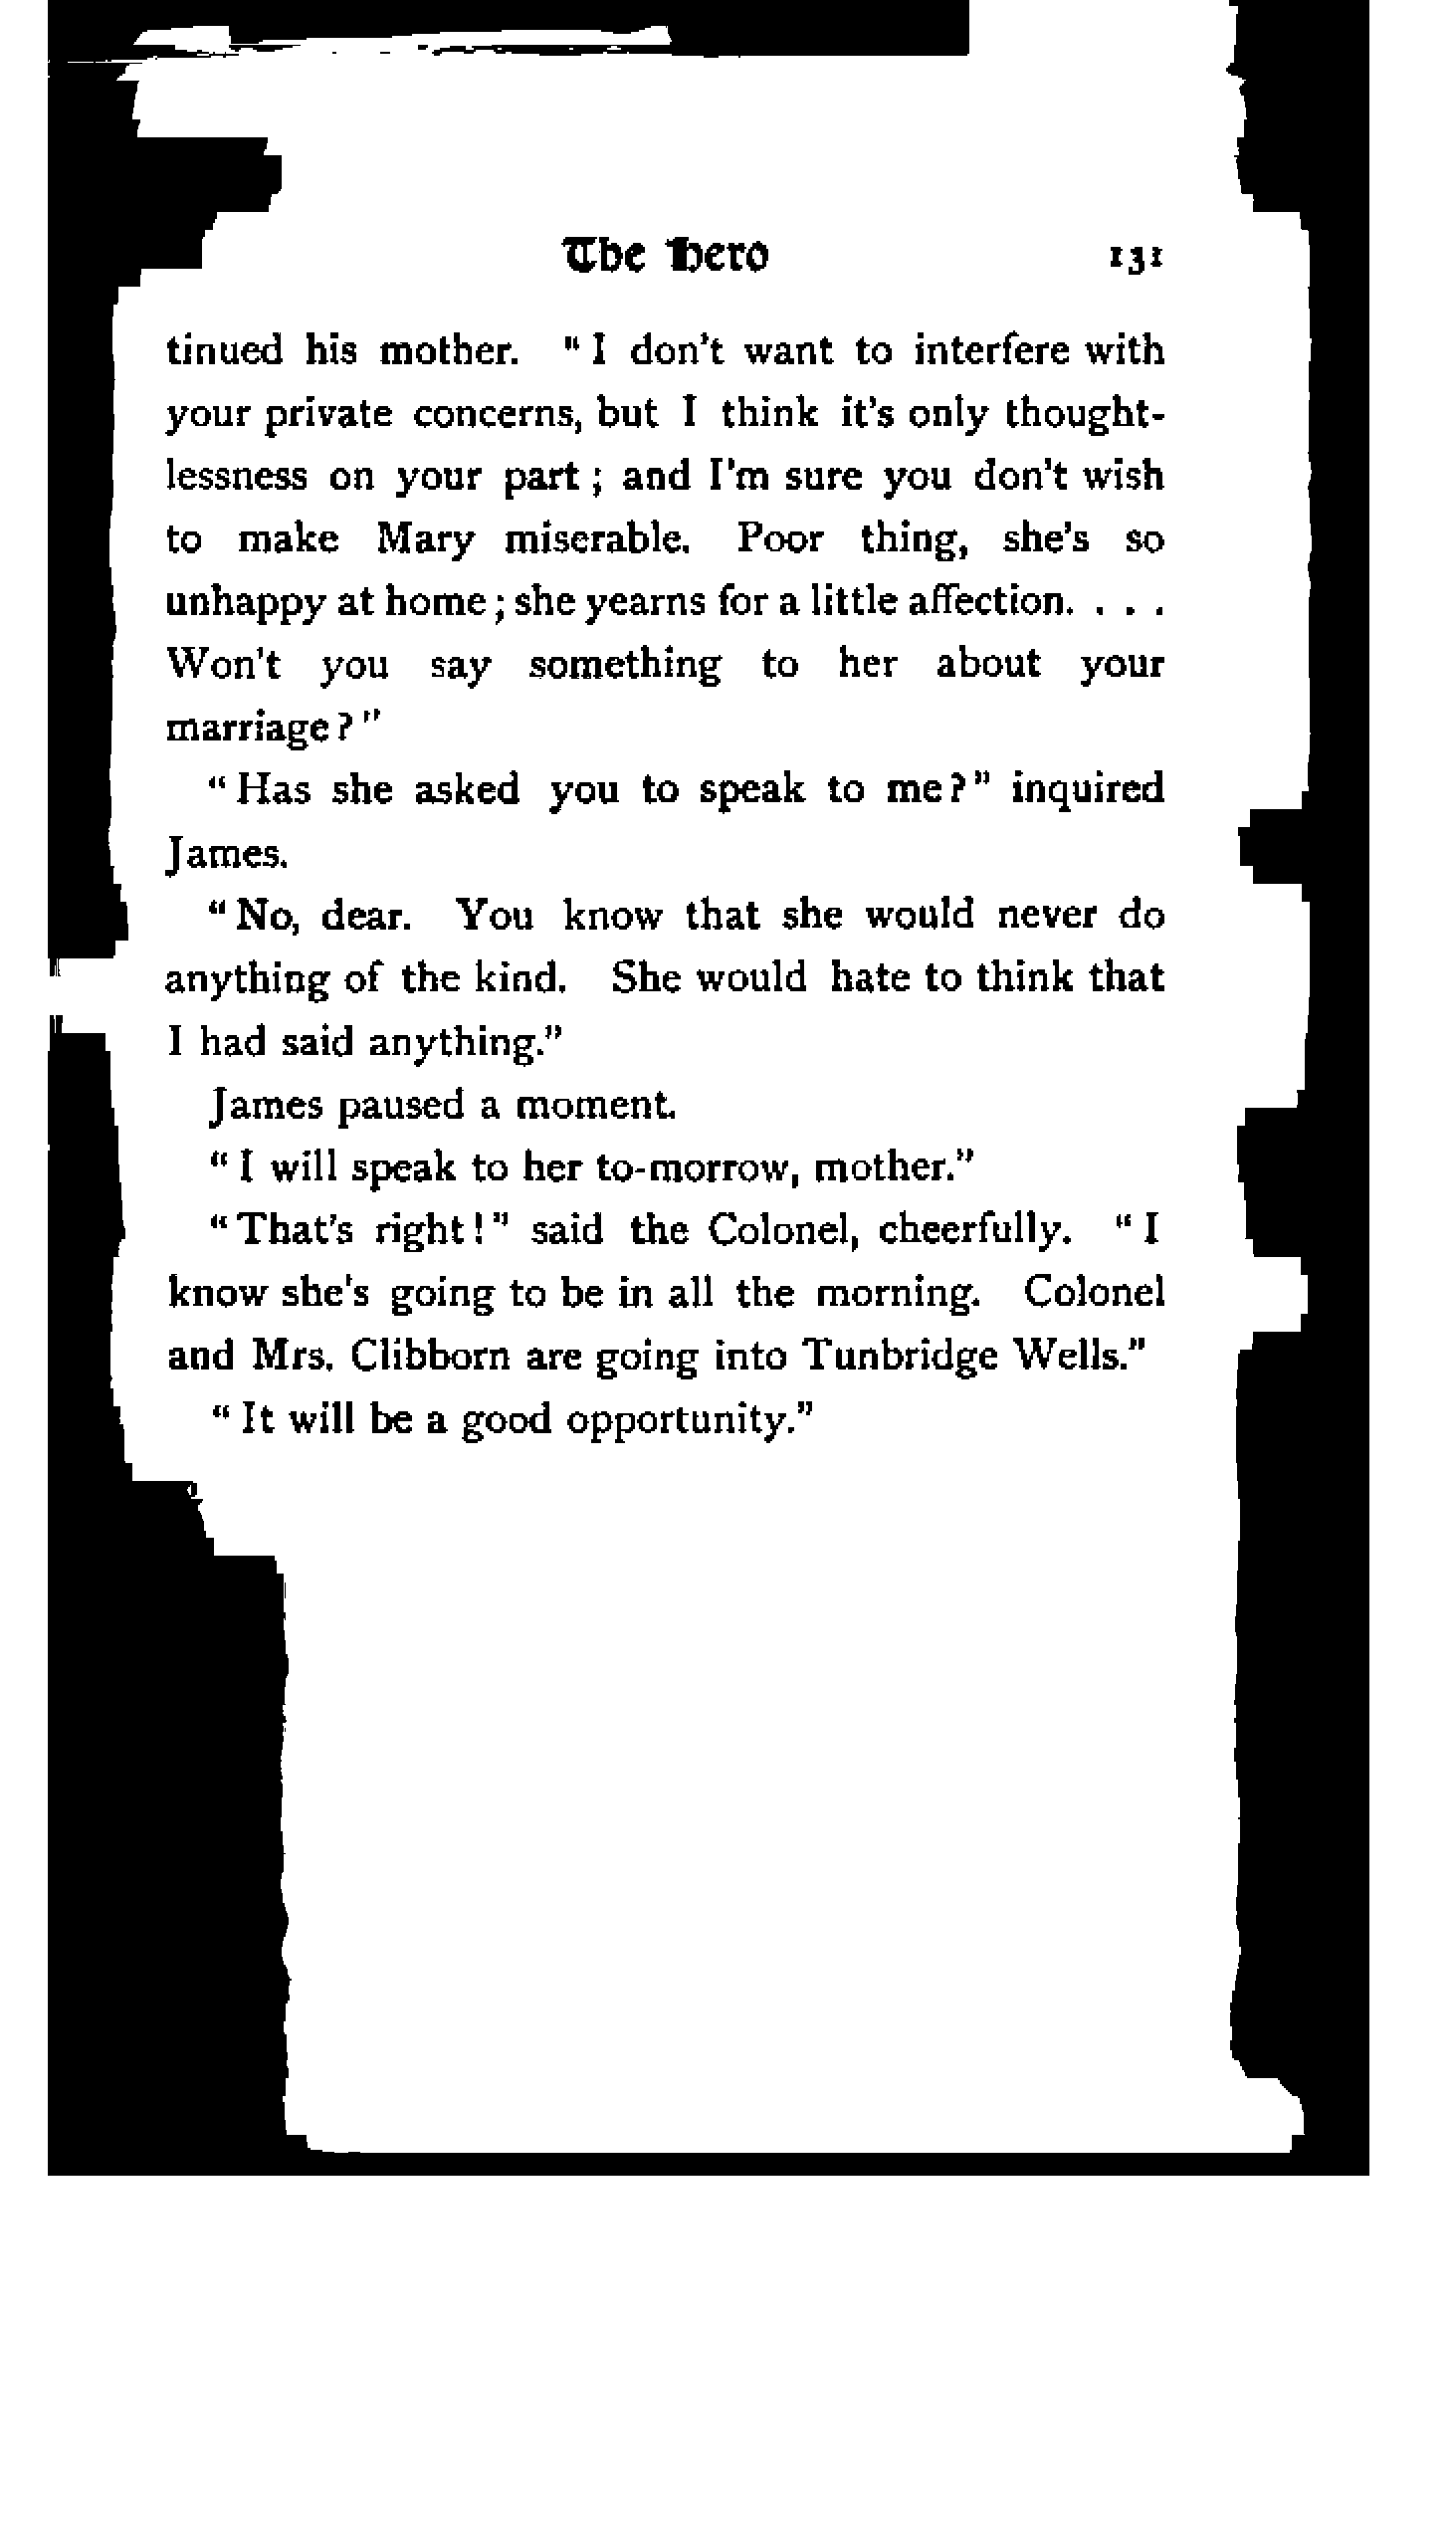 The Hero 131
tinued his mother. "I don't want to interfere with
your private concerns, but I think it's only thought-
lessness on your part; and I'm sure you don't wish
to make Mary miserable. Poor thing, she's so
unhappy at home; she yearns for a little affection. . . .
Won't you say something to her about your
marriage?"
"Has she asked you to speak to me?" inquired
James.
"No, dear. You know that she would never do
anything of the kind. She would hate to think that
I had said anything."
James paused a moment.
"I will speak to her to-morrow, mother."
"That's right!" said the Colonel, cheerfully. "I
know she's going to be in all the morning. Colonel
and Mrs. Clibborn are going into Tunbridge Wells."
"It will be a good opportunity."